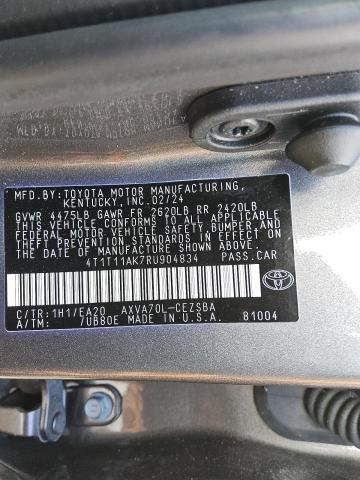 MFD.BY:TOYOTA MOTOR MANUFACTURING,
KENTUCKY, INC.02/24
GVWR 4475LB GAWR FR 2620LB RR 2420LB
THIS VEHICLE CONFORMS TO ALL APPLICABLE
FEDERAL MOTOR VEHICLE SAFETY,BUMPER, AND
THEFT PREVENTION STANDARDS IN EFFECT ON
THE DATE OF MANUFACTURE SHOWN ABOVE.
4T1T11AK7RU904834 PASS.CAR
C/TR:1H1/EA20 AXVA70L-CEZSBA
A/TM: /UB80E MADE IN U.S.A. 81004